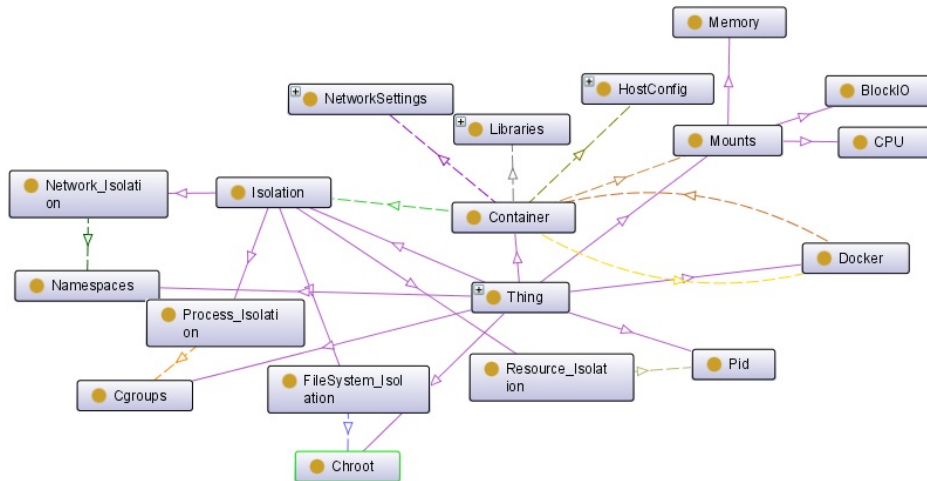 Memory
NetworkSettings
HostConfig
BlockIO
Libraries
Mounts
CPU
Network_Isolati
on
Isolation
Container
Docker
Namespaces
Thing
Process_Isolati
on
Resource_Isolat
ion
Pid
FileSystem_Isol
ation
Cgroups
Chroot